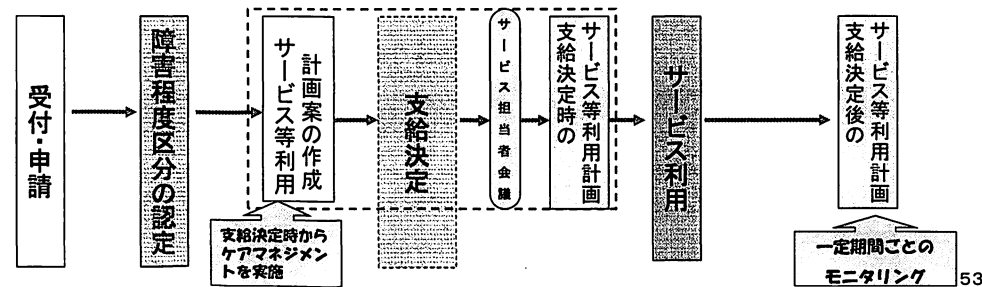 受付・申請
障害程度区分の認定
サービス等利用
計画案の作成
支給決定時から
ケアマネジメン
トを実施
支給決定
サービス担当者会議
支給決定時の
サービス等利用計画
サービス利用
支給決定後の
サービス等利用計画
一定期間ごとの
モニタリング
53